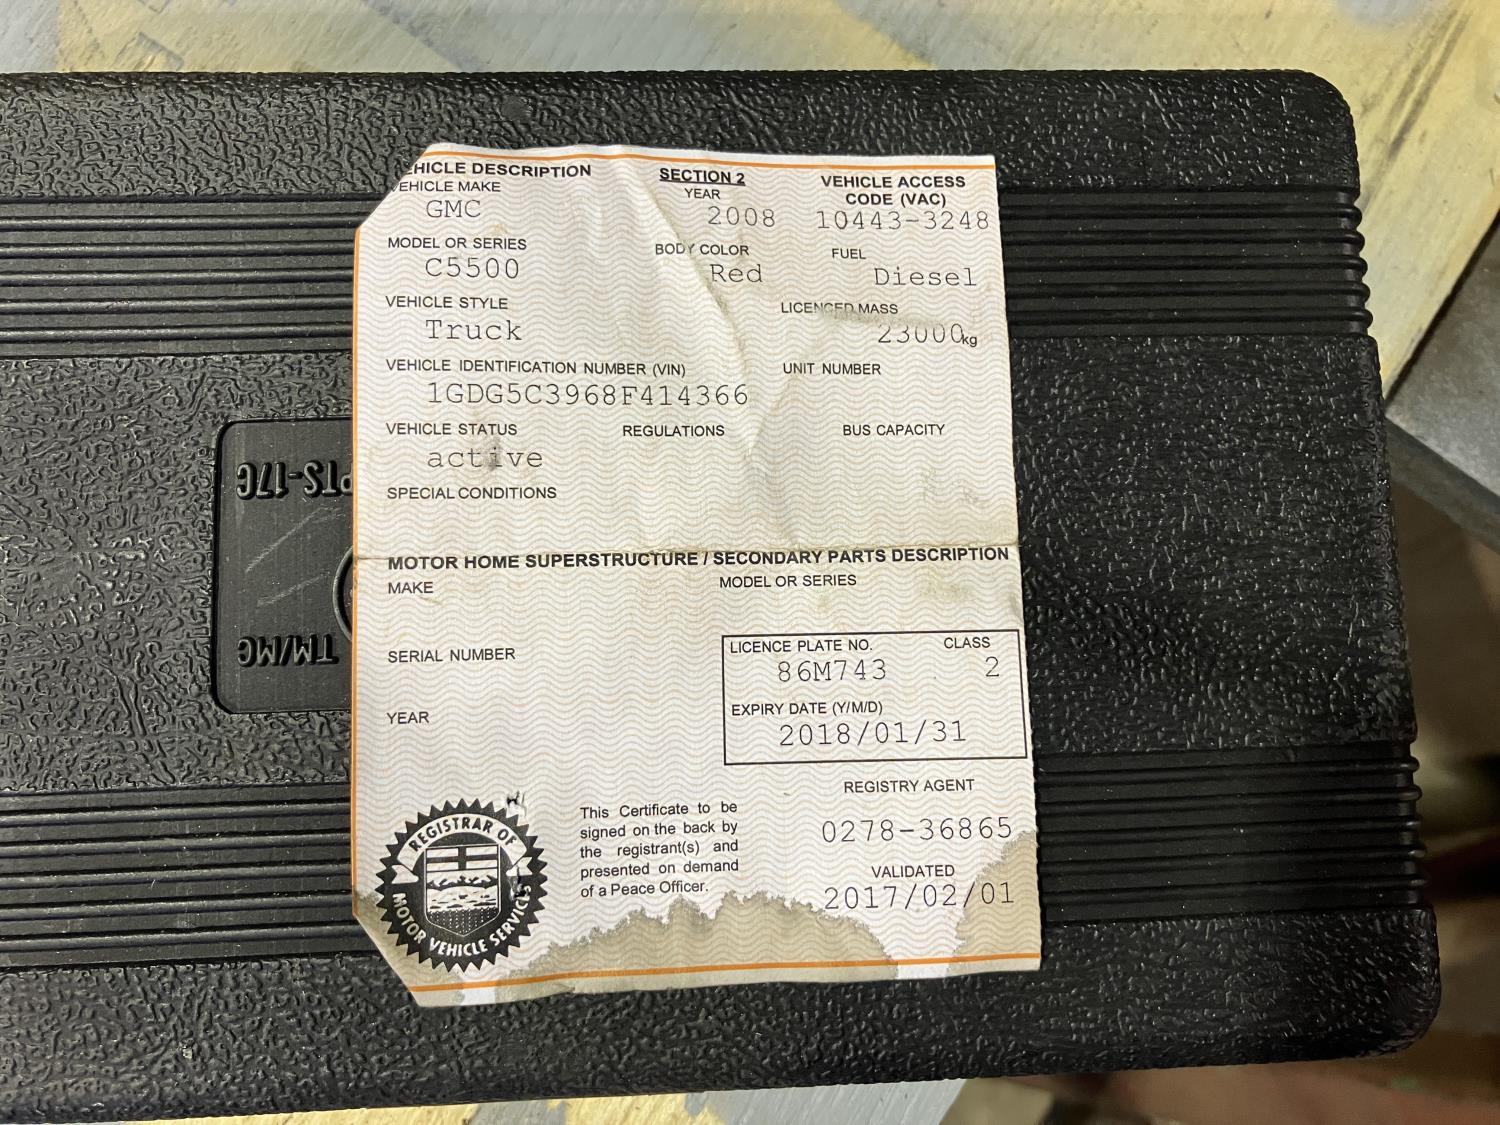 VEHICLE DESCRIPTION SECTION 2 VEHICLE ACCESS
VEHICLE MAKE YEAR CODE (VAC)
GMC 2008 10443-3248
MODEL OR SERIES BODY COLOR FUEL
C5500 Red Diesel
VEHICLE STYLE LICENCED MASS
Truck 23000kg
VEHICLE IDENTIFICATION NUMBER (VIN) UNIT NUMBER
1GDG5C3968F414366
VEHICLE STATUS REGULATIONS BUS CAPACITY
active
SPECIAL CONDITIONS
MOTOR HOME SUPERSTRUCTURE / SECONDARY PARTS DESCRIPTION
MAKE MODEL OR SERIES
SERIAL NUMBER
YEAR
LICENCE PLATE NO. CLASS
86M743 2
EXPIRY DATE (Y/M/D)
2018/01/31
REGISTRY AGENT
0278-36865
VALIDATED
2017/02/01
This Certificate to be
signed on the back by
the registrant(s) and
presented on demand
of a Peace Officer.
REGISTRAR OF
MOTOR VEHICLE SERVICES
PTS-17C
TM/MC